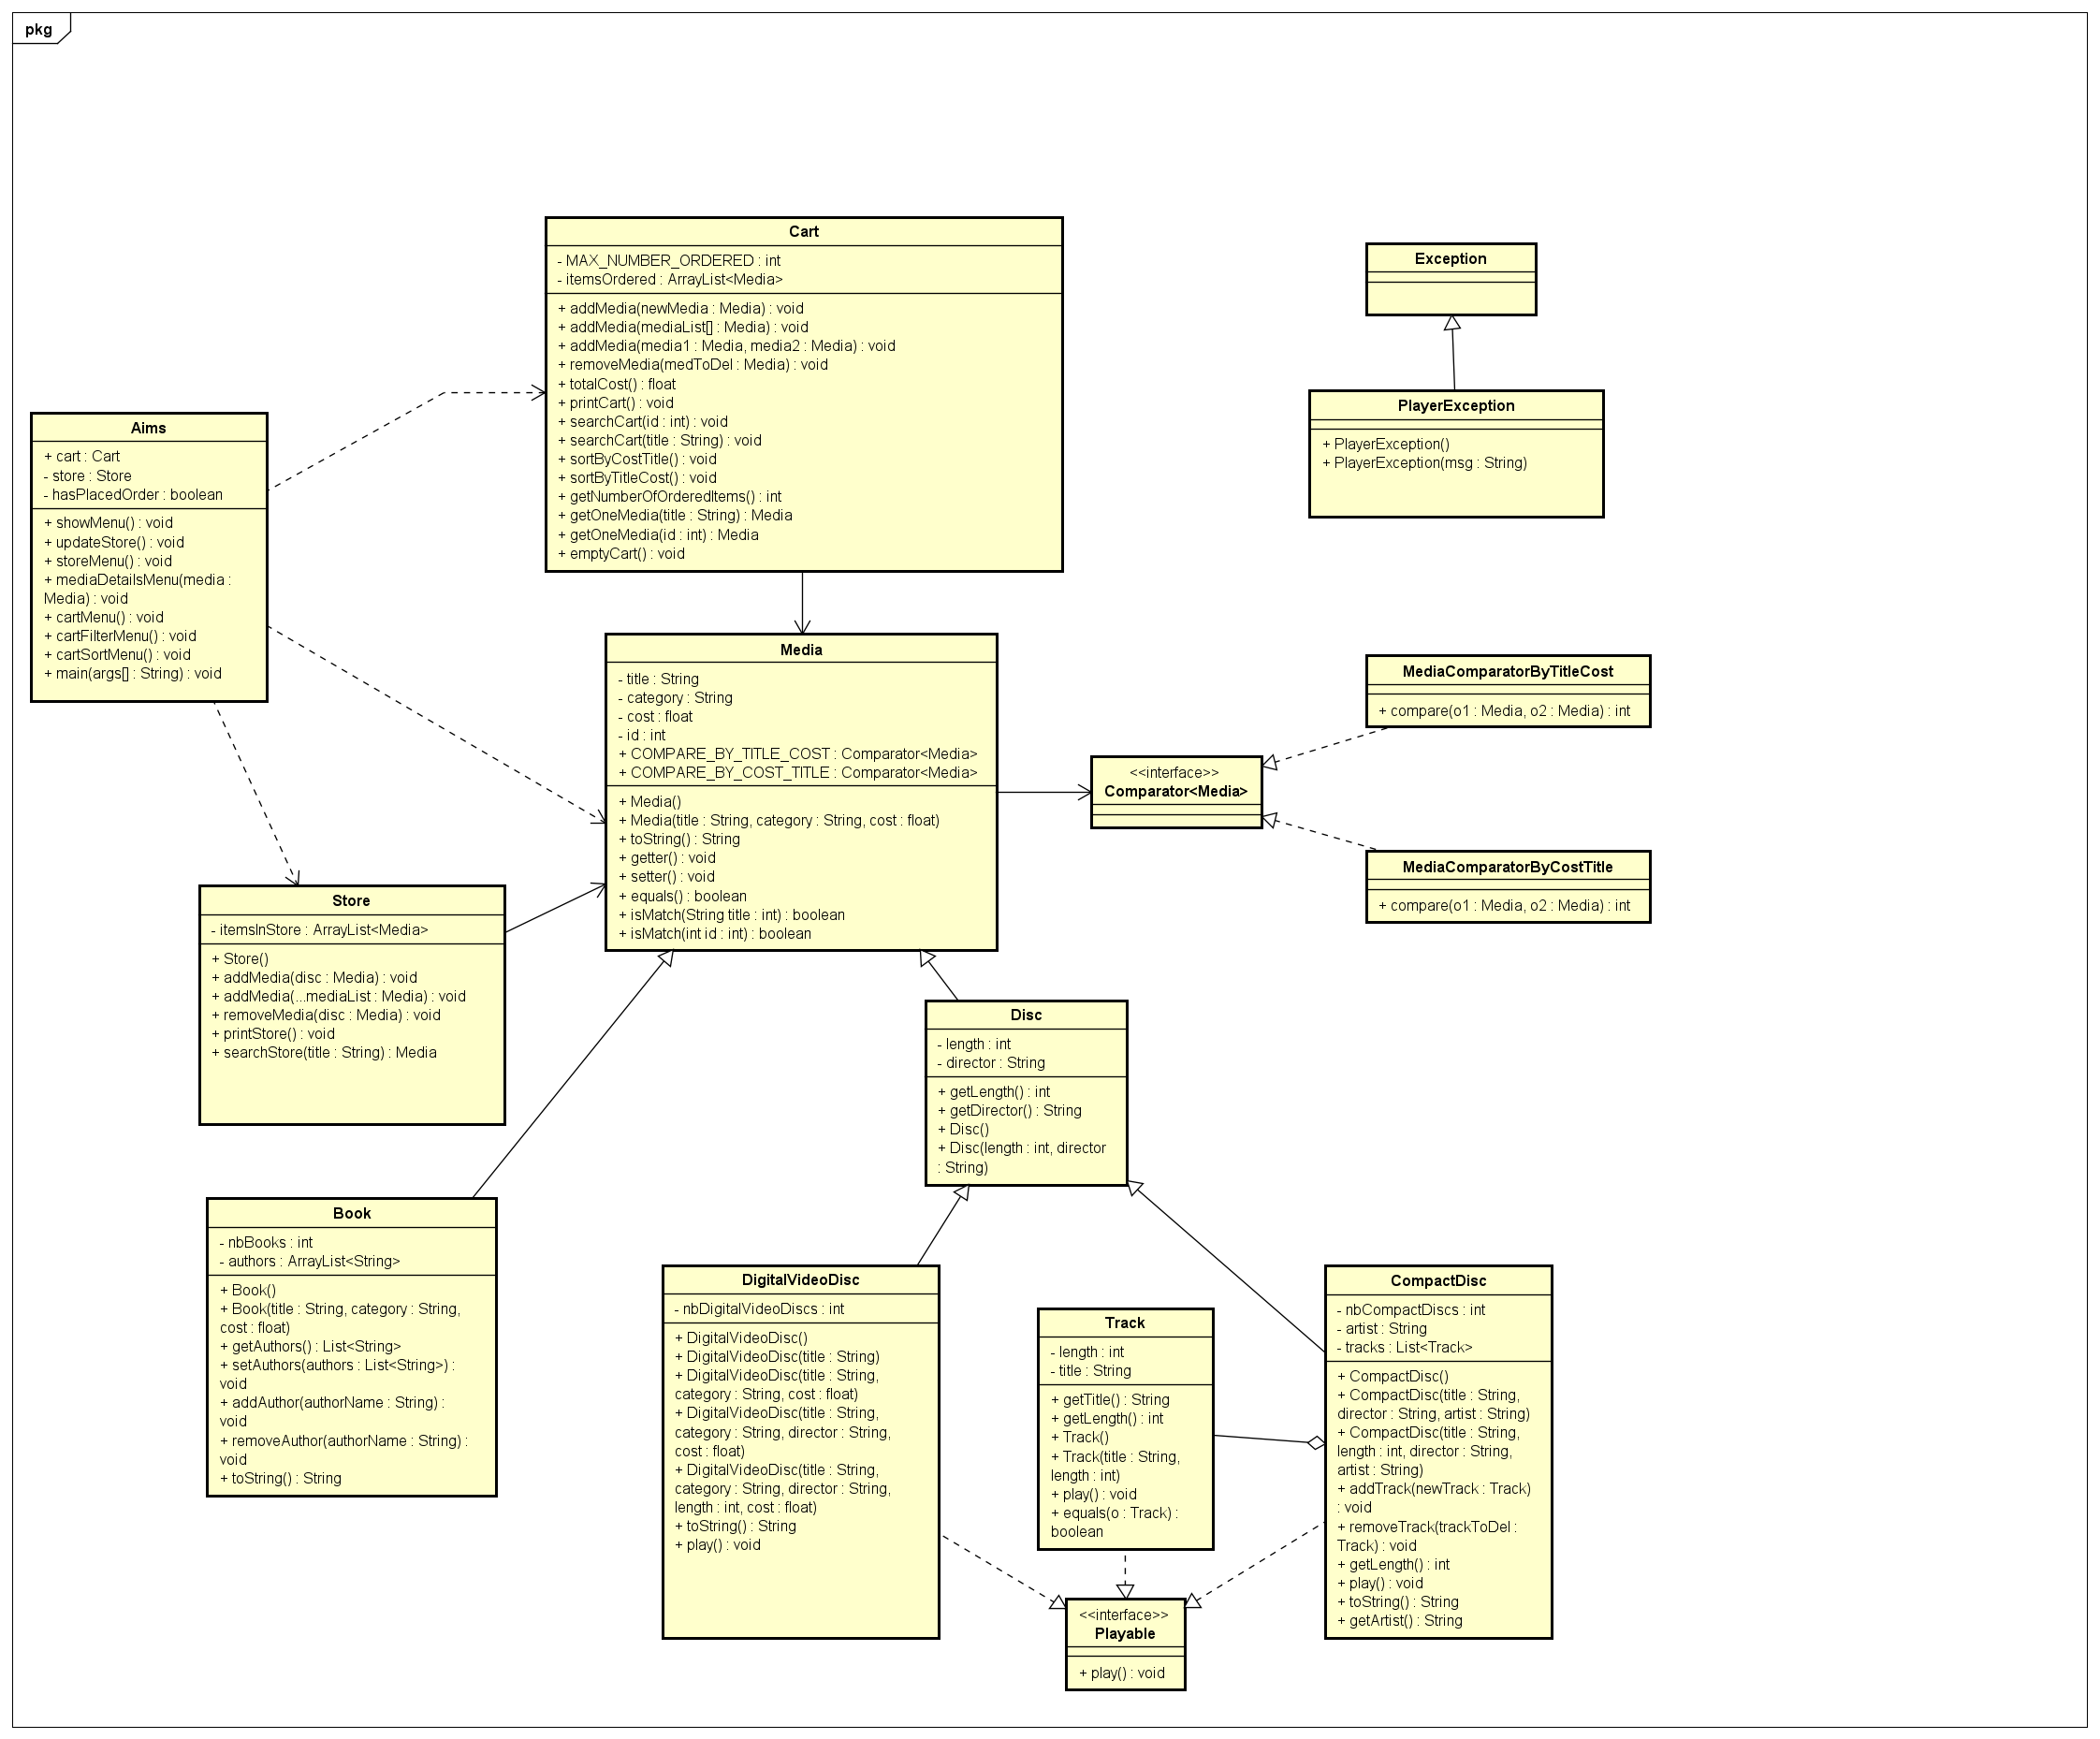 pkg
Cart
- MAX_NUMBER_ORDERED : int
- itemsOrdered : ArrayList<Media>
+ addMedia(newMedia : Media) : void
+ addMedia(mediaList[] : Media) : void
+ addMedia(media1 : Media, media2 : Media) : void
+ removeMedia(medToDel : Media) : void
+ totalCost() : float
+ printCart() : void
+ searchCart(id : int) : void
+ searchCart(title : String) : void
+ sortByCostTitle() : void
+ sortByTitleCost() : void
+ getNumberOfOrderedItems() : int
+ getOneMedia(title : String) : Media
+ getOneMedia(id : int) : Media
+ emptyCart() : void
Exception
PlayerException
+ PlayerException()
+ PlayerException(msg : String)
Aims
+ cart : Cart
- store : Store
- hasPlacedOrder : boolean
+ showMenu() : void
+ updateStore() : void
+ storeMenu() : void
+ mediaDetailsMenu(media :
Media) : void
+ cartMenu() : void
+ cartFilterMenu() : void
+ cartSortMenu() : void
+ main(args[] : String) : void
Media
- title : String
- category : String
- cost : float
- id : int
+ COMPARE_BY_TITLE_COST : Comparator<Media>
+ COMPARE_BY_COST_TITLE : Comparator<Media>
+ Media()
+ Media(title : String, category : String, cost : float)
+ toString() : String
+ getter() : void
+ setter() : void
+ equals() : boolean
+ isMatch(String title : int) : boolean
+ isMatch(int id : int) : boolean
MediaComparatorByTitleCost
+ compare(o1 : Media, o2 : Media) : int
<<interface>>
Comparator<Media>
MediaComparatorByCostTitle
+ compare(o1 : Media, o2 : Media) : int
Store
- itemsInStore : ArrayList<Media>
+ Store()
+ addMedia(disc : Media) : void
+ addMedia(...mediaList : Media) : void
+ removeMedia(disc : Media) : void
+ printStore() : void
+ searchStore(title : String) : Media
Disc
- length : int
- director : String
+ getLength() : int
+ getDirector() : String
+ Disc()
+ Disc(length : int, director
: String)
Book
- nbBooks : int
- authors : ArrayList<String>
+ Book()
+ Book(title : String, category : String,
cost : float)
+ getAuthors() : List<String>
+ setAuthors(authors : List<String>) :
void
+ addAuthor(authorName : String) :
void
+ removeAuthor(authorName : String) :
void
+ toString() : String
DigitalVideoDisc
- nbDigitalVideoDiscs : int
+ DigitalVideoDisc()
+ DigitalVideoDisc(title : String)
+ DigitalVideoDisc(title : String,
category : String, cost : float)
+ DigitalVideoDisc(title : String,
category : String, director : String,
cost : float)
+ DigitalVideoDisc(title : String,
category : String, director : String,
length : int, cost : float)
+ toString() : String
+ play() : void
Track
- length : int
- title : String
+ getTitle() : String
+ getLength() : int
+ Track()
+ Track(title : String,
length : int)
+ play() : void
+ equals(o : Track) :
boolean
CompactDisc
- nbCompactDiscs : int
- artist : String
- tracks : List<Track>
+ CompactDisc()
+ CompactDisc(title : String,
director : String, artist : String)
+ CompactDisc(title : String,
length : int, director : String,
artist : String)
+ addTrack(newTrack : Track)
: void
+ removeTrack(trackToDel :
Track) : void
+ getLength() : int
+ play() : void
+ toString() : String
+ getArtist() : String
<<interface>>
Playable
+ play() : void